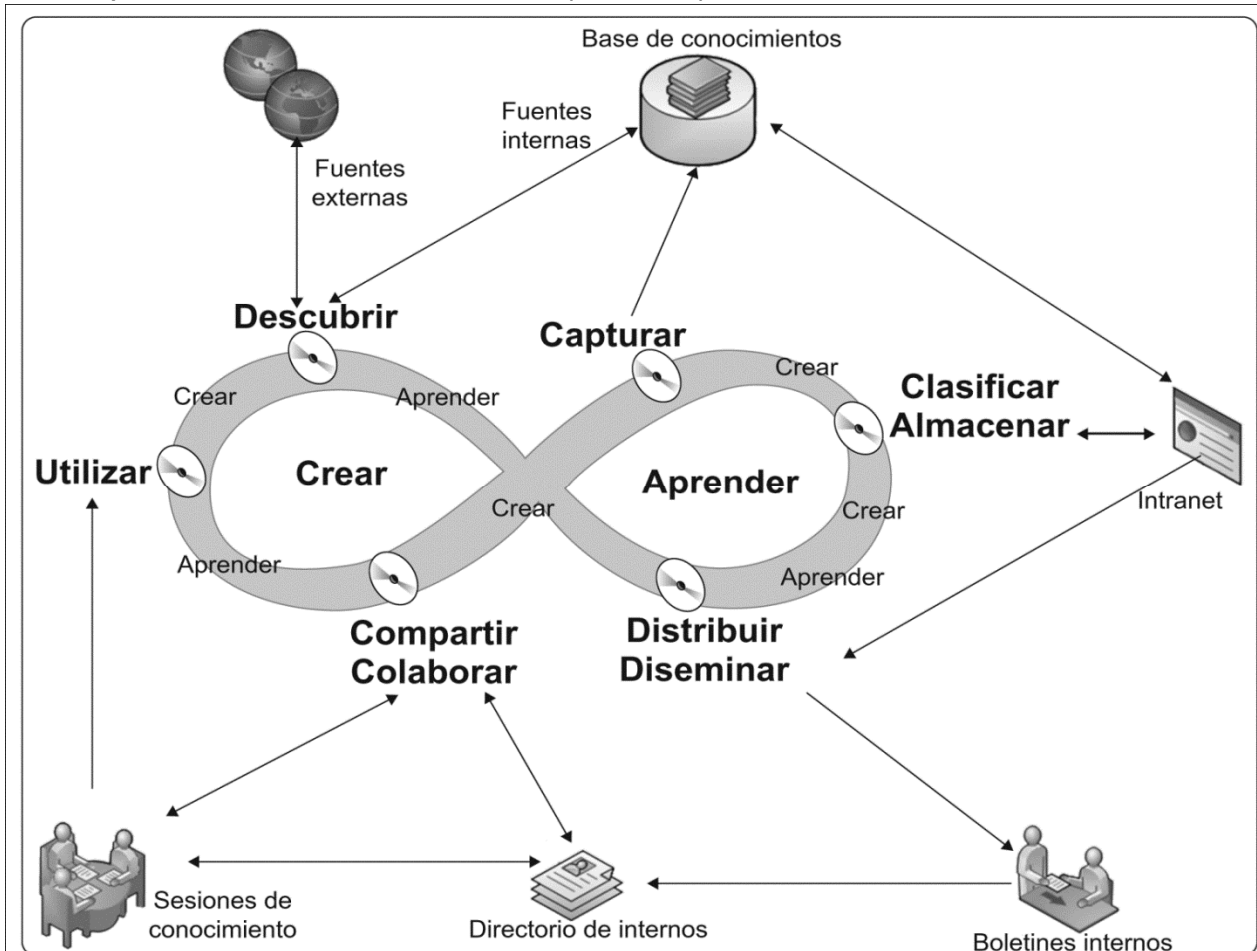 Base de conocimientos
Fuentes
internas
Fuentes
externas
Descubrir
Capturar
Crear
Aprender
Crear
Clasificar
Almacenar
Utilizar
Crear
Aprender
Crear
Crear
Intranet
Aprender
Aprender
Compartir
Colaborar
Distribuir
Diseminar
Sesiones de
conocimiento
Directorio de internos
Boletines internos